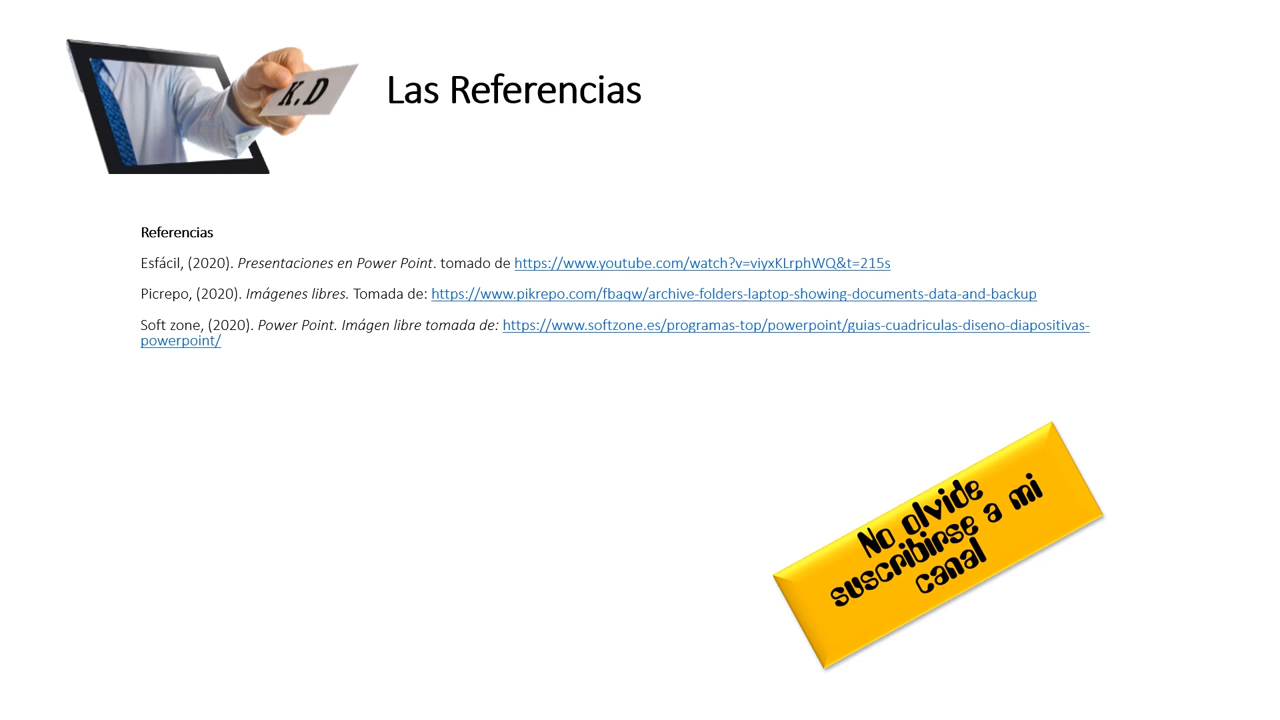 K.D
Las Referencias
Referencias
Esfácil, (2020). Presentaciones en Power Point. tomado de https://www.youtube.com/watch?v=viyxKLrphWQ&t=215s
Picrepo, (2020). Imágenes libres. Tomada de: https://www.pikrepo.com/fbaqw/archive-folders-laptop-showing-documents-data-and-backup
Soft zone, (2020). Power Point. Imágen libre tomada de: https://www.softzone.es/programas-top/powerpoint/guias-cuadriculas-diseno-diapositivas-
powerpoint/
No olvide
suscribirse a mi
canal